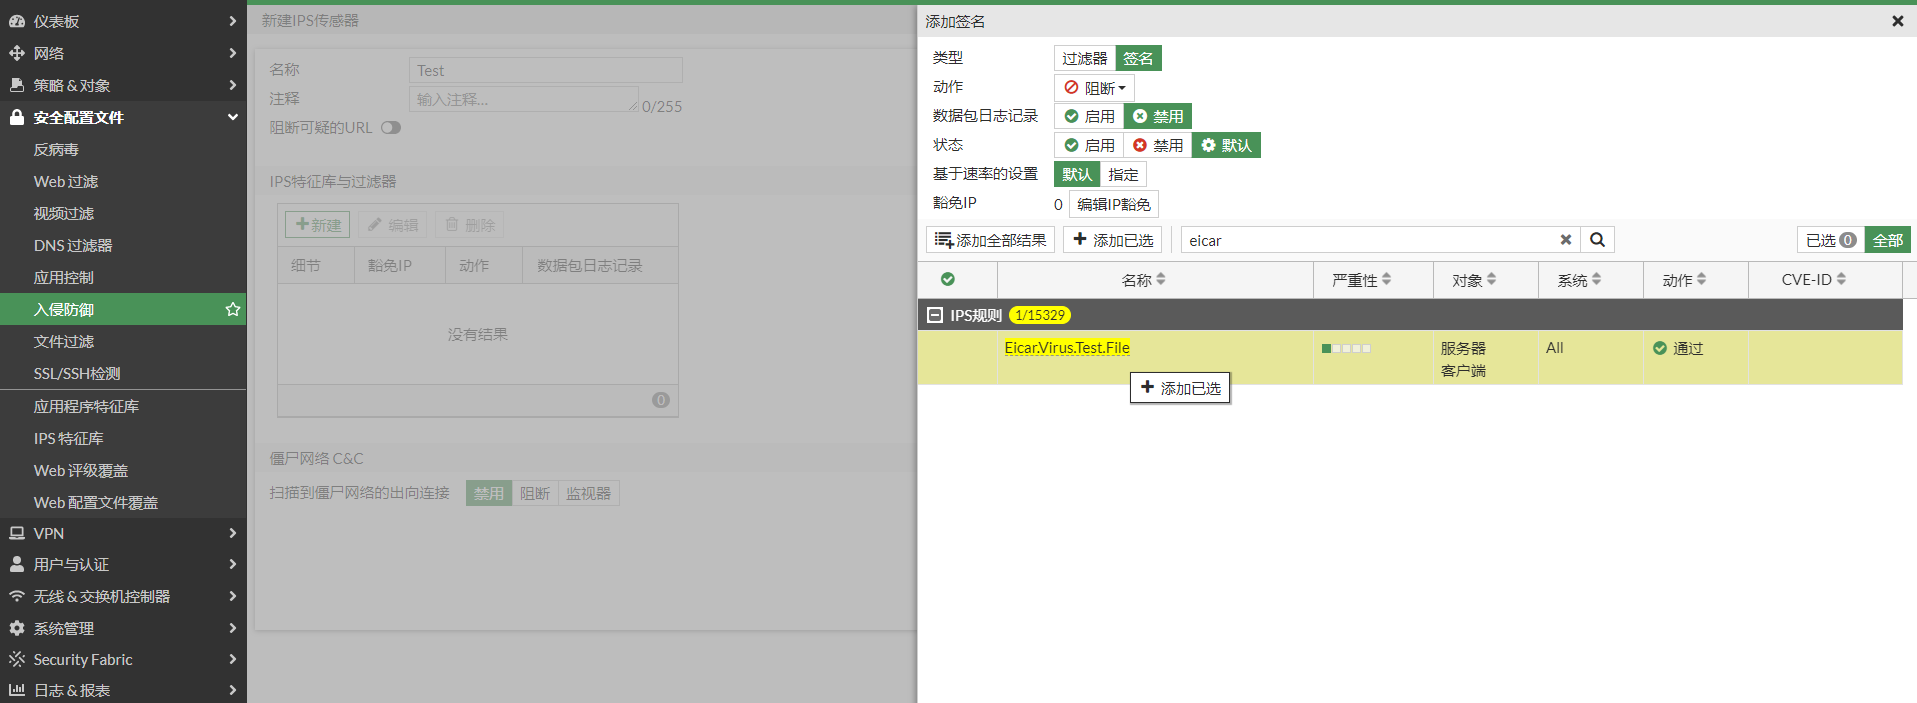 仪表板
网络
策略 & 对象
安全配置文件
反病毒
Web 过滤
视频过滤
DNS 过滤器
应用控制
入侵防御
文件过滤
SSL/SSH检测
应用程序特征库
IPS 特征库
Web 评级覆盖
Web 配置文件覆盖
VPN
用户与认证
无线 & 交换机控制器
系统管理
Security Fabric
日志 & 报表
新建IPS传感器
名称 Test
注释 输入注释... 0/255
阻断可疑的URL
IPS特征库与过滤器
新建 编辑 删除
细节 豁免IP 动作 数据包日志记录
没有结果
0
僵尸网络 C&C
扫描到僵尸网络的出向连接 禁用 阻断 监视器
添加签名
类型 过滤器 签名
动作 阻断
数据包日志记录 启用 禁用
状态 启用 禁用 默认
基于速率的设置 默认 指定
豁免IP 0 编辑IP豁免
添加全部结果 添加已选 eicar 已选 0 全部
名称 严重性 对象 系统 动作 CVE-ID
IPS规则 1/15329
Eicar.Virus.Test.File 服务器 All 通过
客户端
添加已选